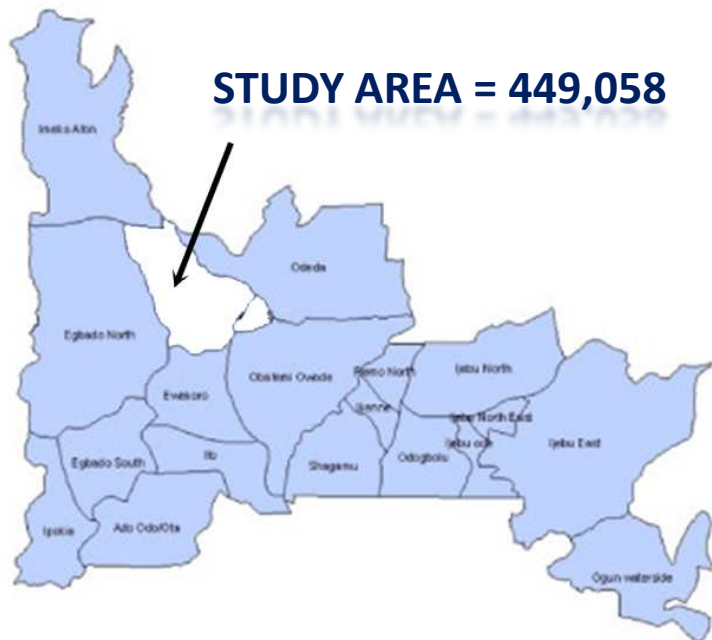 STUDY AREA = 449,058
Imeko Afon
Odeda
Egbado North
Obafemi Owode
Remo North
Ijebu North
Ewekoro
Ikenne
Ijebu North East
Ijebu ode
Ijebu East
Ifo
Egbado South
Shagamu
Odogbolu
Ipokia
Ado Odo/Ota
Ogun waterside